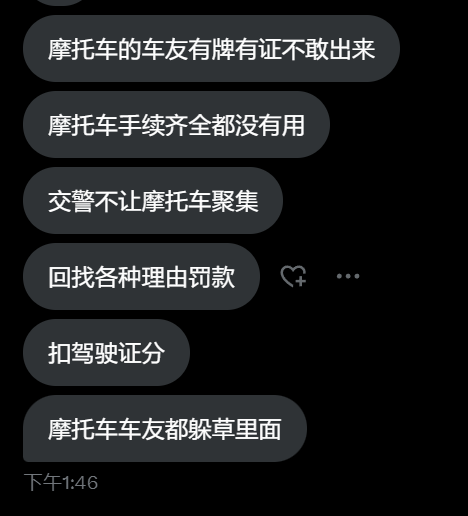 摩托车的车友有牌有证不敢出来
摩托车手续齐全都没有用
交警不让摩托车聚集
回找各种理由罚款
扣驾驶证分
摩托车车友都躲草里面
下午1:46